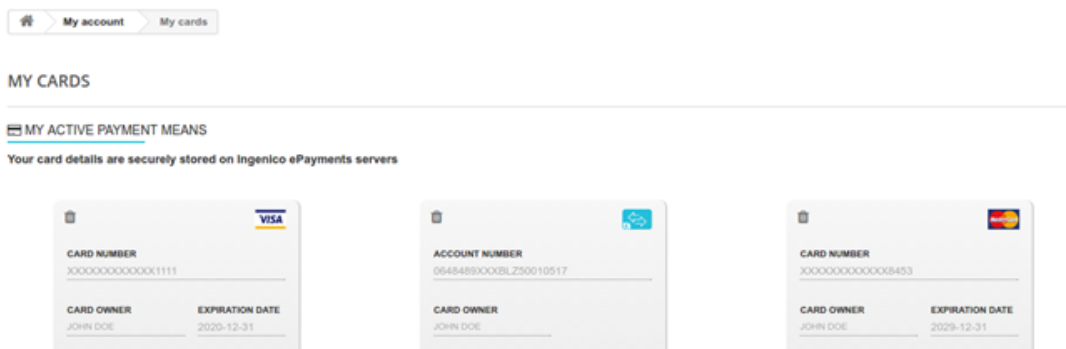 My account My cards
MY CARDS
MY ACTIVE PAYMENT MEANS
Your card details are securely stored on Ingenico ePayments servers
VISA
CARD NUMBER
XXXXXXXXXXXX1111
CARD OWNER EXPIRATION DATE
JOHN DOE 2020-12-31
ACCOUNT NUMBER
0648489XXXBLZ50010517
CARD OWNER
JOHN DOE
MasterCard
CARD NUMBER
XXXXXXXXXXXX8453
CARD OWNER EXPIRATION DATE
JOHN DOE 2029-12-31